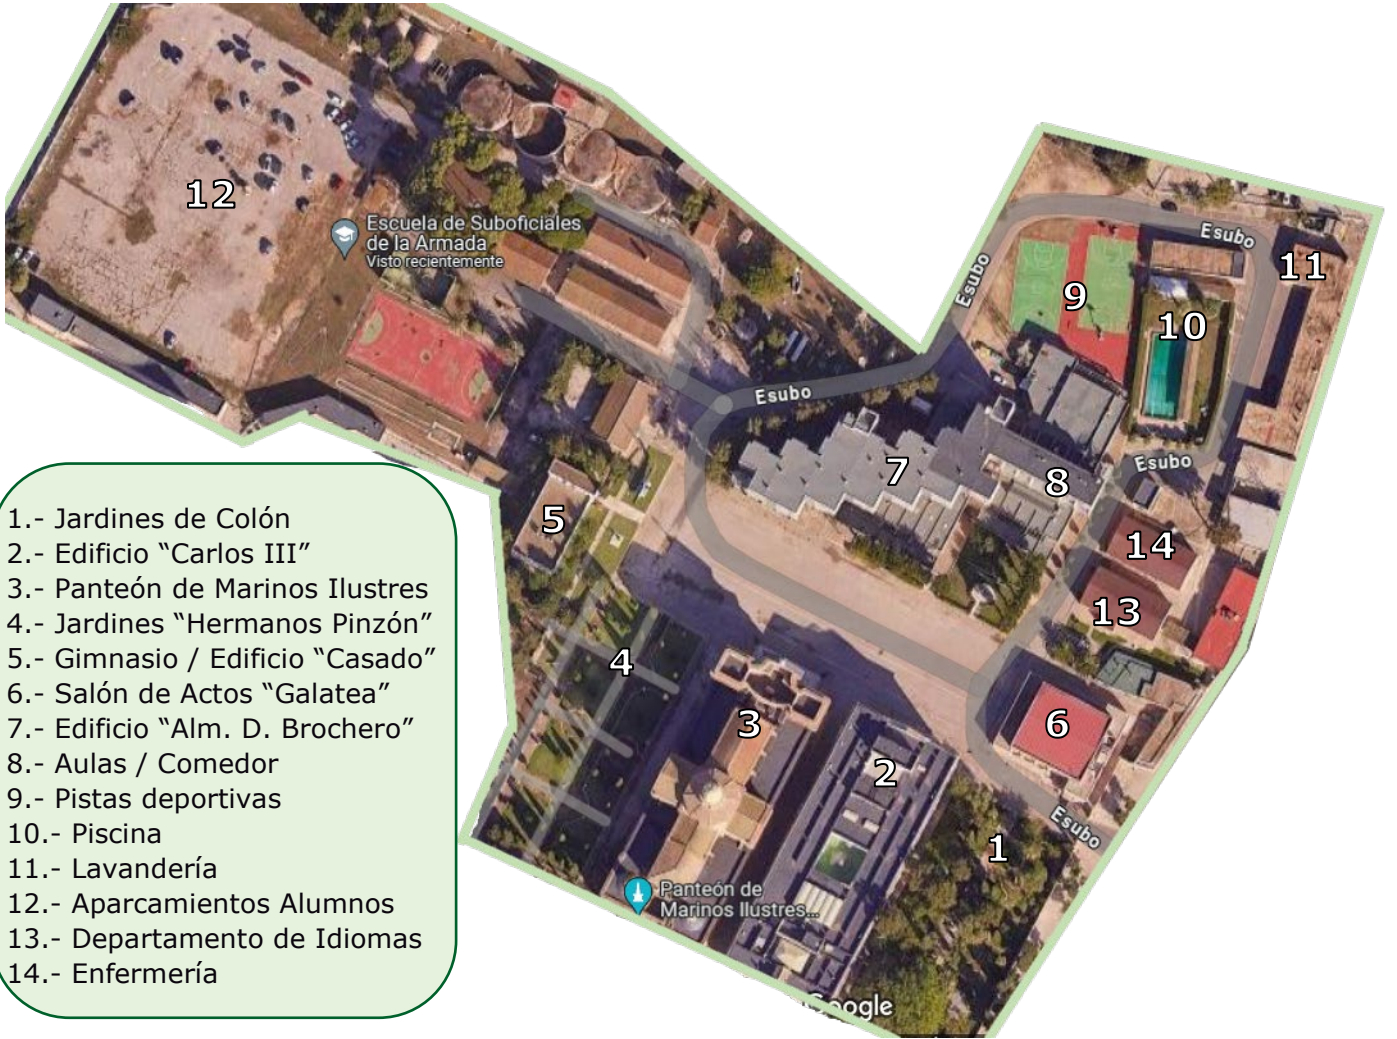 12
Escuela de Suboficiales
de la Armada
Visto recientemente
Esubo
11
Esubo
9
10
Esubo
7
8
Esubo
5
14
13
4
3
6
2
1
Esubo
Panteón de
Marinos Ilustres...
Google
1.- Jardines de Colón
2.- Edificio “Carlos III”
3.- Panteón de Marinos Ilustres
4.- Jardines “Hermanos Pinzón”
5.- Gimnasio / Edificio “Casado”
6.- Salón de Actos “Galatea”
7.- Edificio “Alm. D. Brochero”
8.- Aulas / Comedor
9.- Pistas deportivas
10.- Piscina
11.- Lavandería
12.- Aparcamientos Alumnos
13.- Departamento de Idiomas
14.- Enfermería